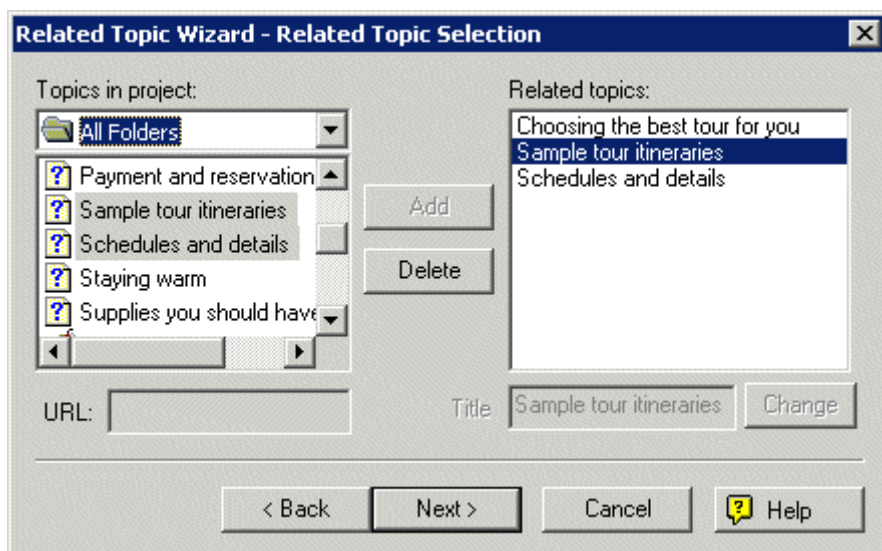 Related Topic Wizard - Related Topic Selection
Topics in project:
All Folders
Payment and reservation
Sample tour itineraries
Schedules and details
Staying warm
Supplies you should have
URL:
Add
Delete
Related topics:
Choosing the best tour for you
Sample tour itineraries
Schedules and details
Title
Sample tour itineraries
Change
< Back
Next >
Cancel
Help